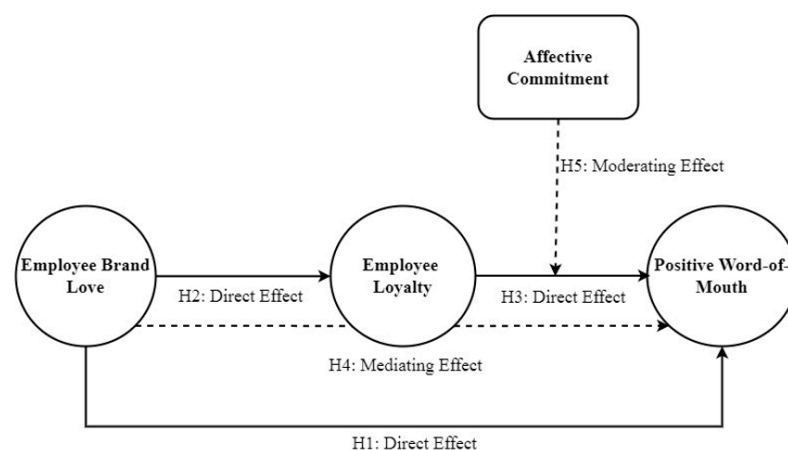 Affective
Commitment
H5: Moderating Effect
Employee Brand
Love
Employee
Loyalty
Positive Word-of-
Mouth
H2: Direct Effect
H3: Direct Effect
H4: Mediating Effect
H1: Direct Effect